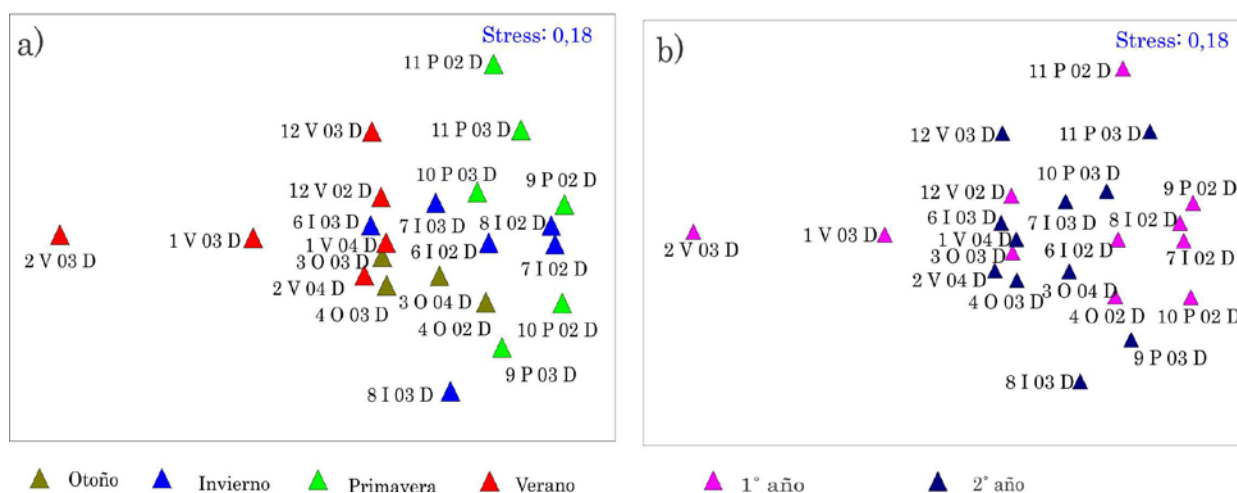 a)
Stress: 0,18
11 P 02 D
12 V 03 D
11 P 03 D
10 P 03 D
9 P 02 D
12 V 02 D
6 I 03 D
7 I 03 D
8 I 02 D
2 V 03 D
1 V 03 D
1 V 04 D
6 I 02 D
7 I 02 D
3 O 03 D
2 V 04 D
3 O 04 D
4 O 03 D
4 O 02 D
10 P 02 D
9 P 03 D
8 I 03 D
Otoño
Invierno
Primavera
Verano
b)
Stress: 0,18
11 P 02 D
12 V 03 D
11 P 03 D
10 P 03 D
9 P 02 D
12 V 02 D
6 I 03 D
7 I 03 D
8 I 02 D
2 V 03 D
1 V 03 D
1 V 04 D
6 I 02 D
7 I 02 D
3 O 03 D
2 V 04 D
3 O 04 D
4 O 03 D
4 O 02 D
10 P 02 D
9 P 03 D
8 I 03 D
1° año
2° año